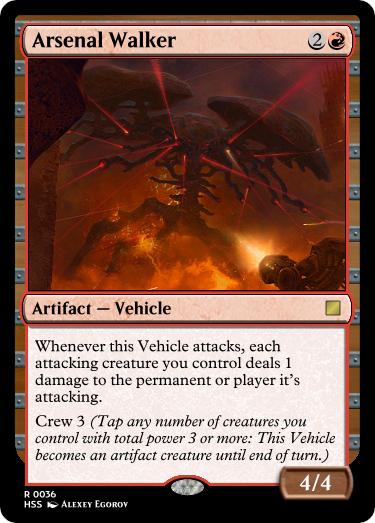 Arsenal Walker 2
Artifact — Vehicle
Whenever this Vehicle attacks, each
attacking creature you control deals 1
damage to the permanent or player it's
attacking.
Crew 3 (Tap any number of creatures you
control with total power 3 or more: This Vehicle
becomes an artifact creature until end of turn.)
4/4
R 0036
HSS Alexey Egorov